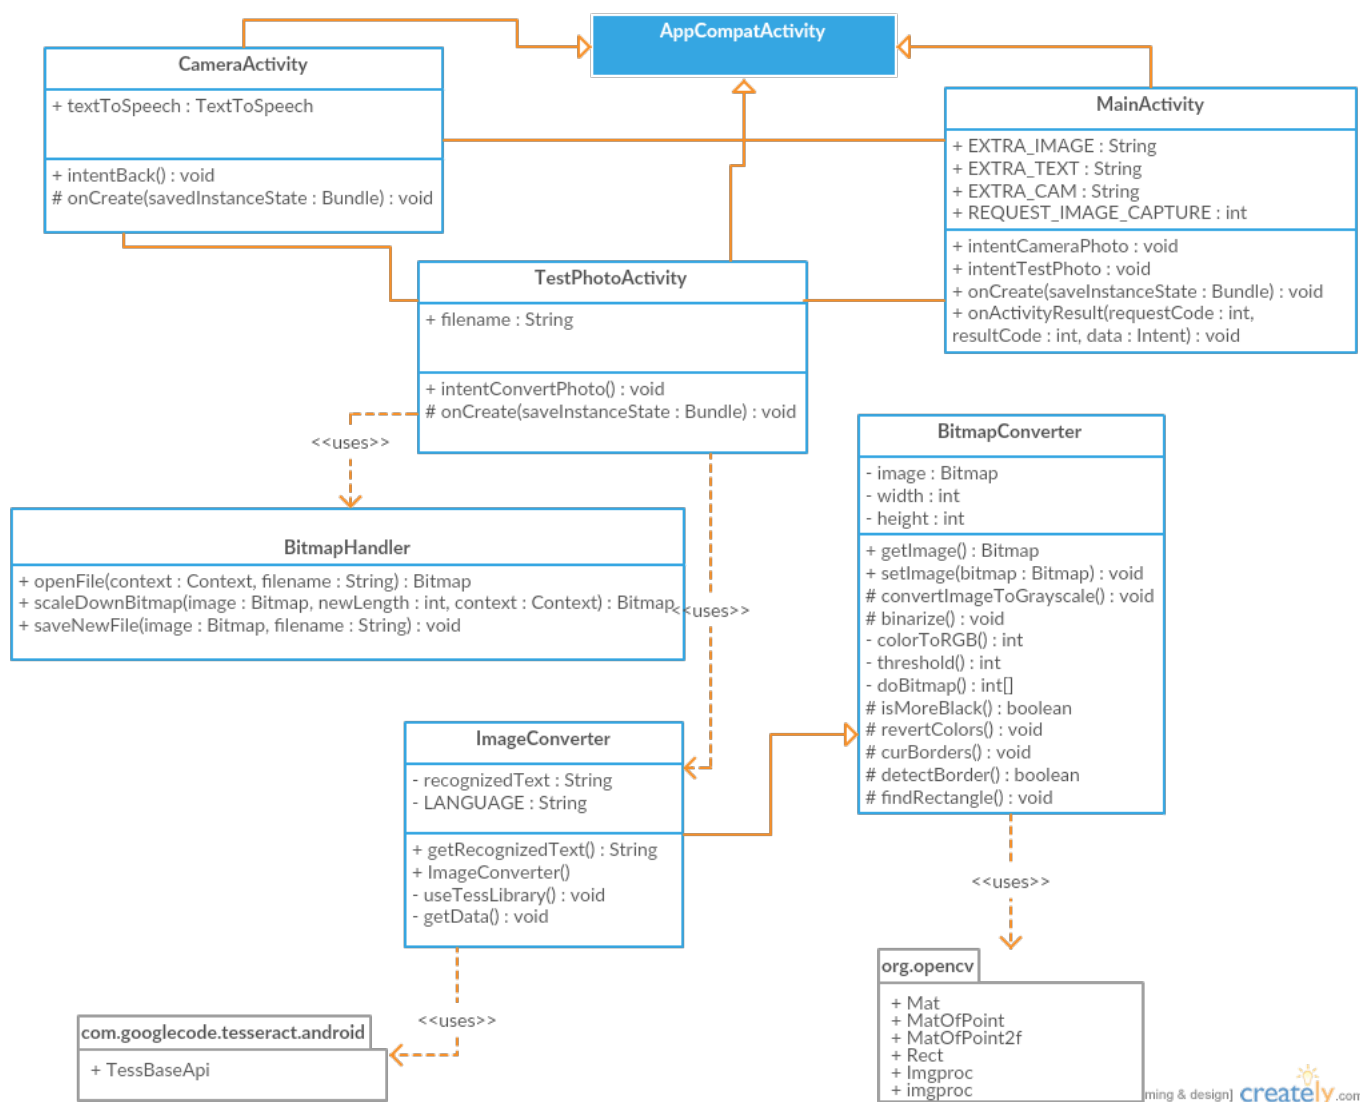 AppCompatActivity
CameraActivity
+ textToSpeech : TextToSpeech
+ intentBack() : void
# onCreate(savedInstanceState : Bundle) : void
MainActivity
+ EXTRA_IMAGE : String
+ EXTRA_TEXT : String
+ EXTRA_CAM : String
+ REQUEST_IMAGE_CAPTURE : int
+ intentCameraPhoto : void
+ intentTestPhoto : void
+ onCreate(saveInstanceState : Bundle) : void
+ onActivityResult(requestCode : int,
resultCode : int, data : Intent) : void
TestPhotoActivity
+ filename : String
+ intentConvertPhoto() : void
# onCreate(saveInstanceState : Bundle) : void
<<uses>>
BitmapHandler
+ openFile(context : Context, filename : String) : Bitmap
+ scaleDownBitmap(image : Bitmap, newLength : int, context : Context) : Bitmap
+ saveNewFile(image : Bitmap, filename : String) : void
<<uses>>
BitmapConverter
- image : Bitmap
- width : int
- height : int
+ getImage() : Bitmap
+ setImage(bitmap : Bitmap) : void
# convertImageToGrayscale() : void
# binarize() : void
- colorToRGB() : int
- threshold() : int
- doBitmap() : int[]
# isMoreBlack() : boolean
# revertColors() : void
# curBorders() : void
# detectBorder() : boolean
# findRectangle() : void
ImageConverter
- recognizedText : String
- LANGUAGE : String
+ getRecognizedText() : String
+ ImageConverter()
- useTessLibrary() : void
- getData() : void
<<uses>>
<<uses>>
com.googlecode.tesseract.android
+ TessBaseApi
org.opencv
+ Mat
+ MatOfPoint
+ MatOfPoint2f
+ Rect
+ Imgproc
+ imgproc
ming & design] creately.com